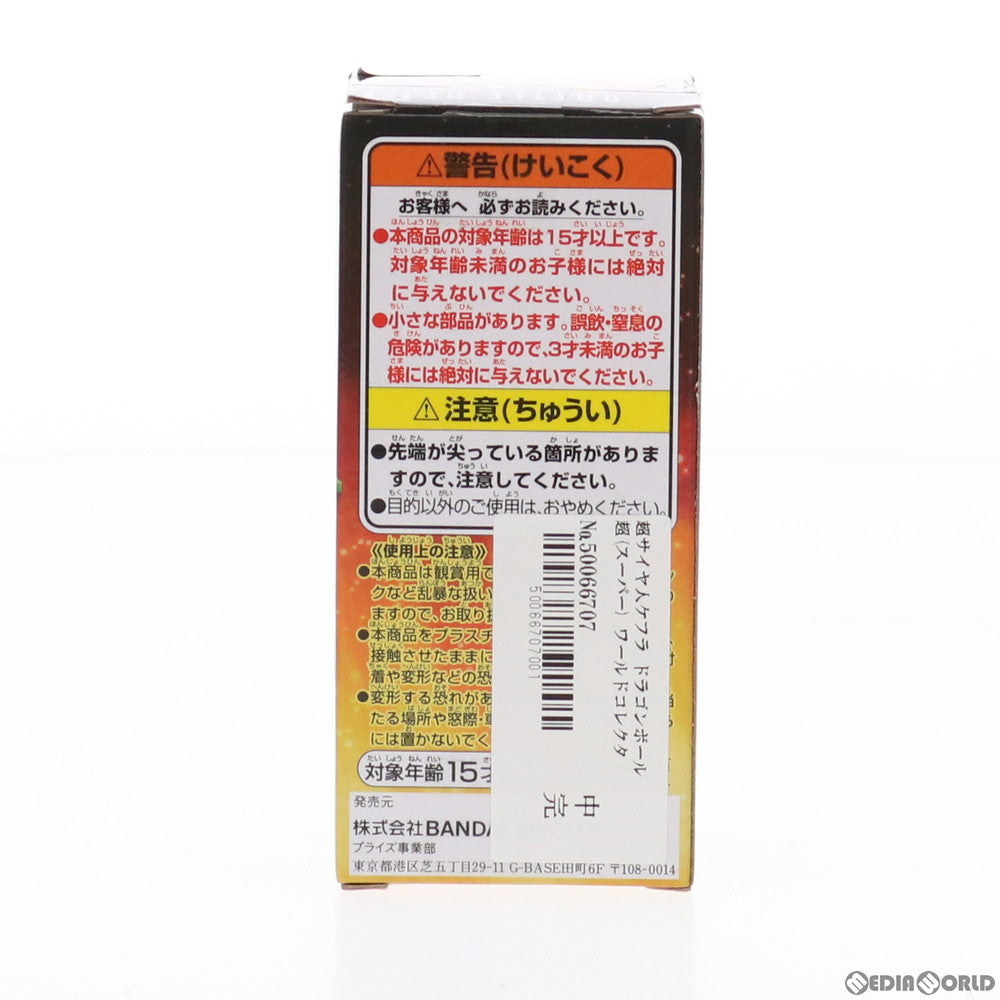 ⚠警告(けいこく)
お客様へ 必ずお読みください。
●本商品の対象年齢は15才以上です。
対象年齢未満のお子様には絶対
に与えないでください。
●小さな部品があります。誤飲・窒息の
危険がありますので、3才未満のお子
様には絶対に与えないでください。
⚠注意(ちゅうい)
●先端が尖っている箇所がありま
すので、注意してください。
●目的以外のご使用は、おやめください。
《使用上の注意》
●本商品は観賞用で
クなど乱暴な扱い
ますので、お取り扱
●本商品をプラスチ
接触させたままに
着や変形などの恐
●変形する恐れがあ
たる場所や窓際・車
には置かないでく
対象年齢15才
発売元
株式会社BANDA
プライズ事業部
東京都港区芝五丁目29-11 G-BASE田町6F 〒108-0014
超サイヤ人ケフラ ドラゴンボール
超(スーパー) ワールドコレクタ
No.50066707
50066707001
中 完
MEDIAWORLD